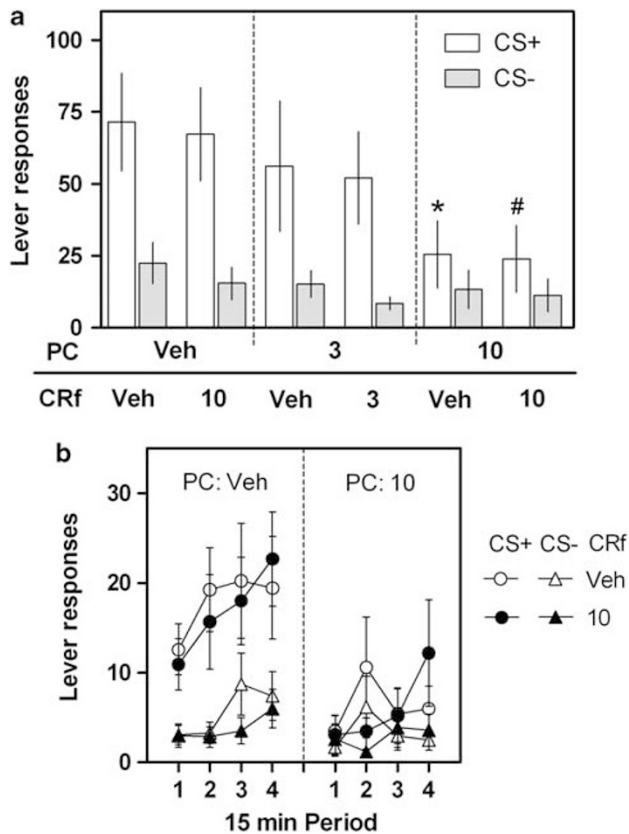 a
100
75
50
25
0
Lever responses
CS+
CS-
*
#
PC Veh 3 10
CRf Veh 10 Veh 3 Veh 10
b
PC: Veh PC: 10
30
20
10
0
Lever responses
1 2 3 4 1 2 3 4
15 min Period
CS+ CS- CRf
Veh
10